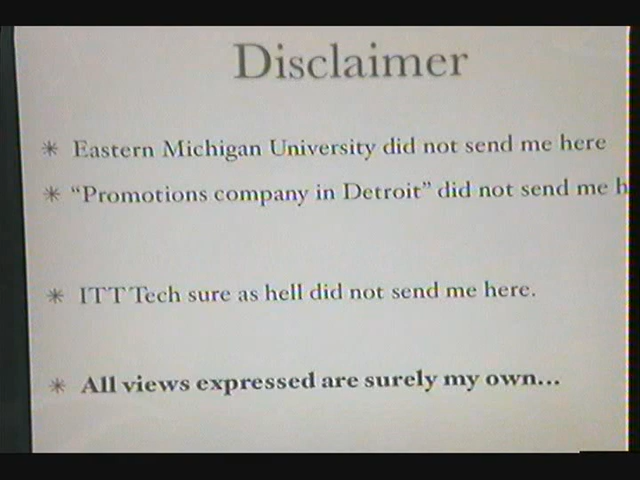 Disclaimer
✳ Eastern Michigan University did not send me here
✳ “Promotions company in Detroit” did not send me h
✳ ITT Tech sure as hell did not send me here.
✳ All views expressed are surely my own...